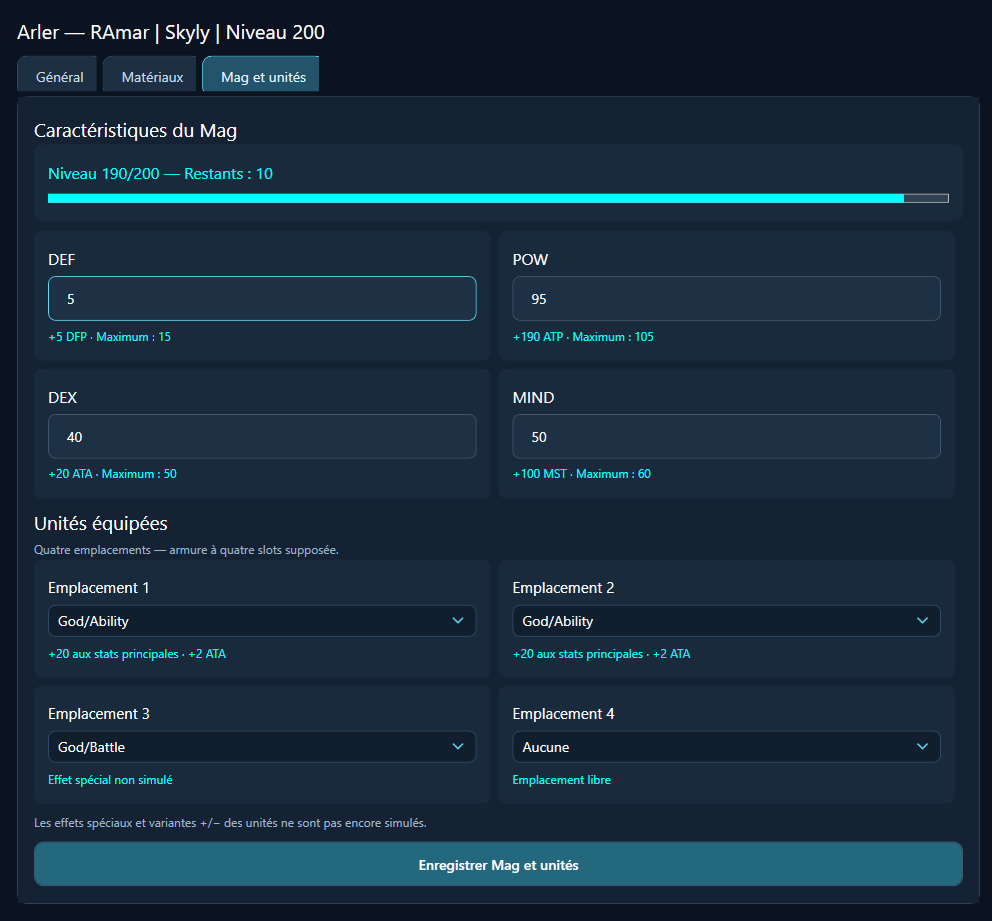 Arler — RAmar | Skyly | Niveau 200
Général Matériaux Mag et unités
Caractéristiques du Mag
Niveau 190/200 — Restants : 10
DEF
5
+5 DFP · Maximum : 15
POW
95
+190 ATP · Maximum : 105
DEX
40
+20 ATA · Maximum : 50
MIND
50
+100 MST · Maximum : 60
Unités équipées
Quatre emplacements — armure à quatre slots supposée.
Emplacement 1
God/Ability
+20 aux stats principales · +2 ATA
Emplacement 2
God/Ability
+20 aux stats principales · +2 ATA
Emplacement 3
God/Battle
Effet spécial non simulé
Emplacement 4
Aucune
Emplacement libre
Les effets spéciaux et variantes +/− des unités ne sont pas encore simulés.
Enregistrer Mag et unités